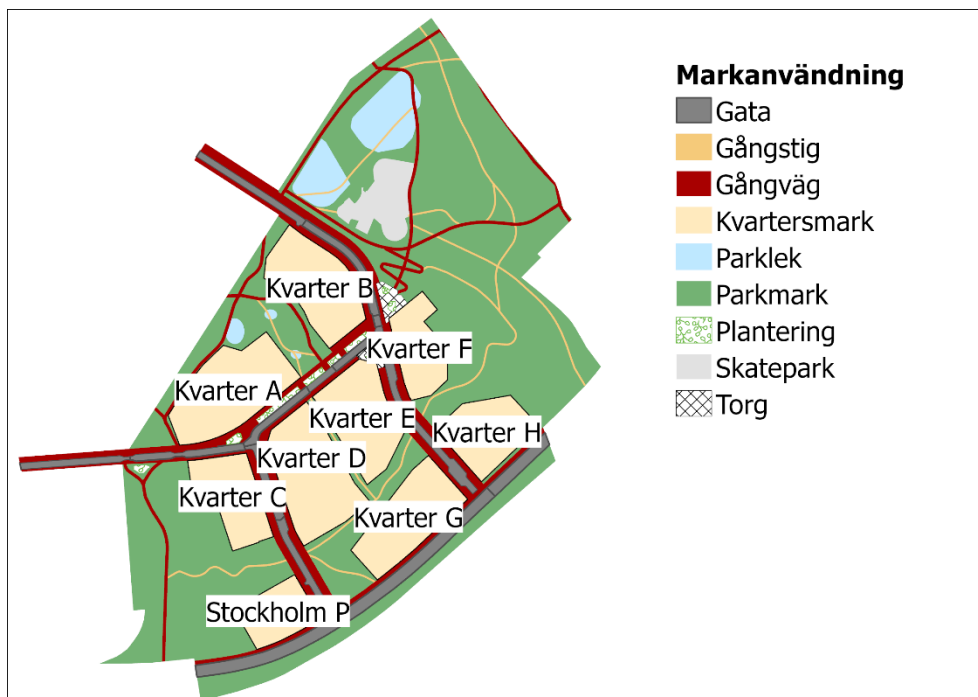 Markanvändning
Gata
Gångstig
Gångväg
Kvartersmark
Parklek
Parkmark
Plantering
Skatepark
Torg
Kvarter B
Kvarter F
Kvarter A
Kvarter E
Kvarter H
Kvarter D
Kvarter C
Kvarter G
Stockholm P